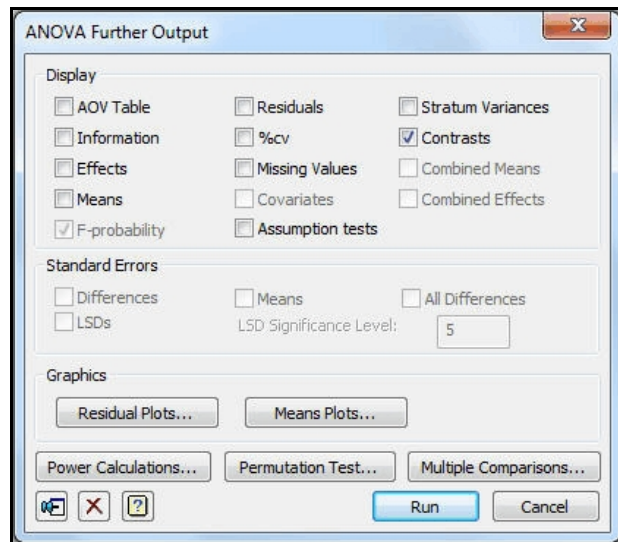 ANOVA Further Output
Display
AOV Table Residuals Stratum Variances
Information %cv Contrasts
Effects Missing Values Combined Means
Means Covariates Combined Effects
F-probability Assumption tests
Standard Errors
Differences Means All Differences
LSDs LSD Significance Level: 5
Graphics
Residual Plots... Means Plots...
Power Calculations... Permutation Test... Multiple Comparisons...
Run Cancel